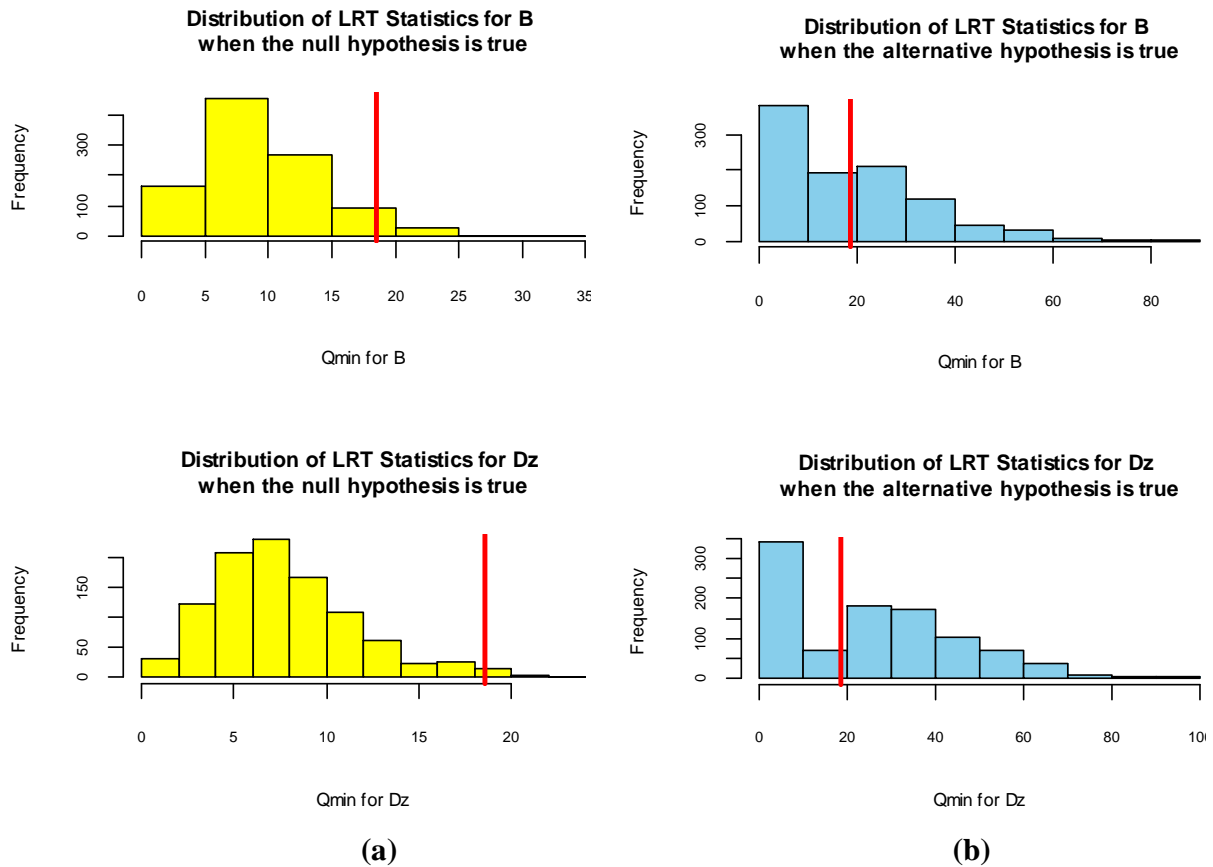 Distribution of LRT Statistics for B
when the null hypothesis is true
Frequency
0
100
300
0 5 10 15 20 25 30 35
Qmin for B
Distribution of LRT Statistics for B
when the alternative hypothesis is true
Frequency
0
100
300
0 20 40 60 80
Qmin for B
Distribution of LRT Statistics for Dz
when the null hypothesis is true
Frequency
0
50
150
0 5 10 15 20
Qmin for Dz
(a)
Distribution of LRT Statistics for Dz
when the alternative hypothesis is true
Frequency
0
100
200
300
0 20 40 60 80
Qmin for Dz
(b)